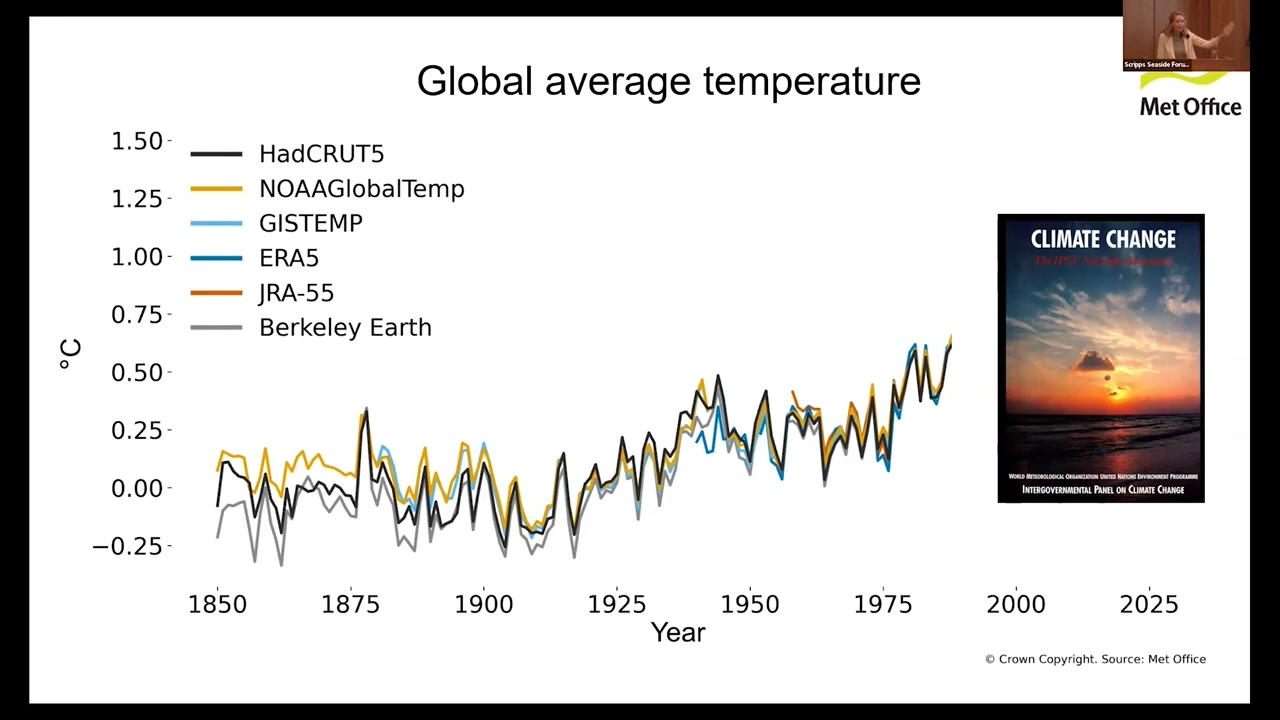 Global average temperature
Scripps Seaside Foru...
Met Office
1.50
1.25
1.00
0.75
0.50
0.25
0.00
−0.25
°C
HadCRUT5
NOAAGlobalTemp
GISTEMP
ERA5
JRA-55
Berkeley Earth
CLIMATE CHANGE
The IPCC Scientific Assessment
WORLD METEOROLOGICAL ORGANIZATION UNITED NATIONS ENVIRONMENT PROGRAMME
INTERGOVERNMENTAL PANEL ON CLIMATE CHANGE
1850 1875 1900 1925 1950 1975 2000 2025
Year
© Crown Copyright. Source: Met Office